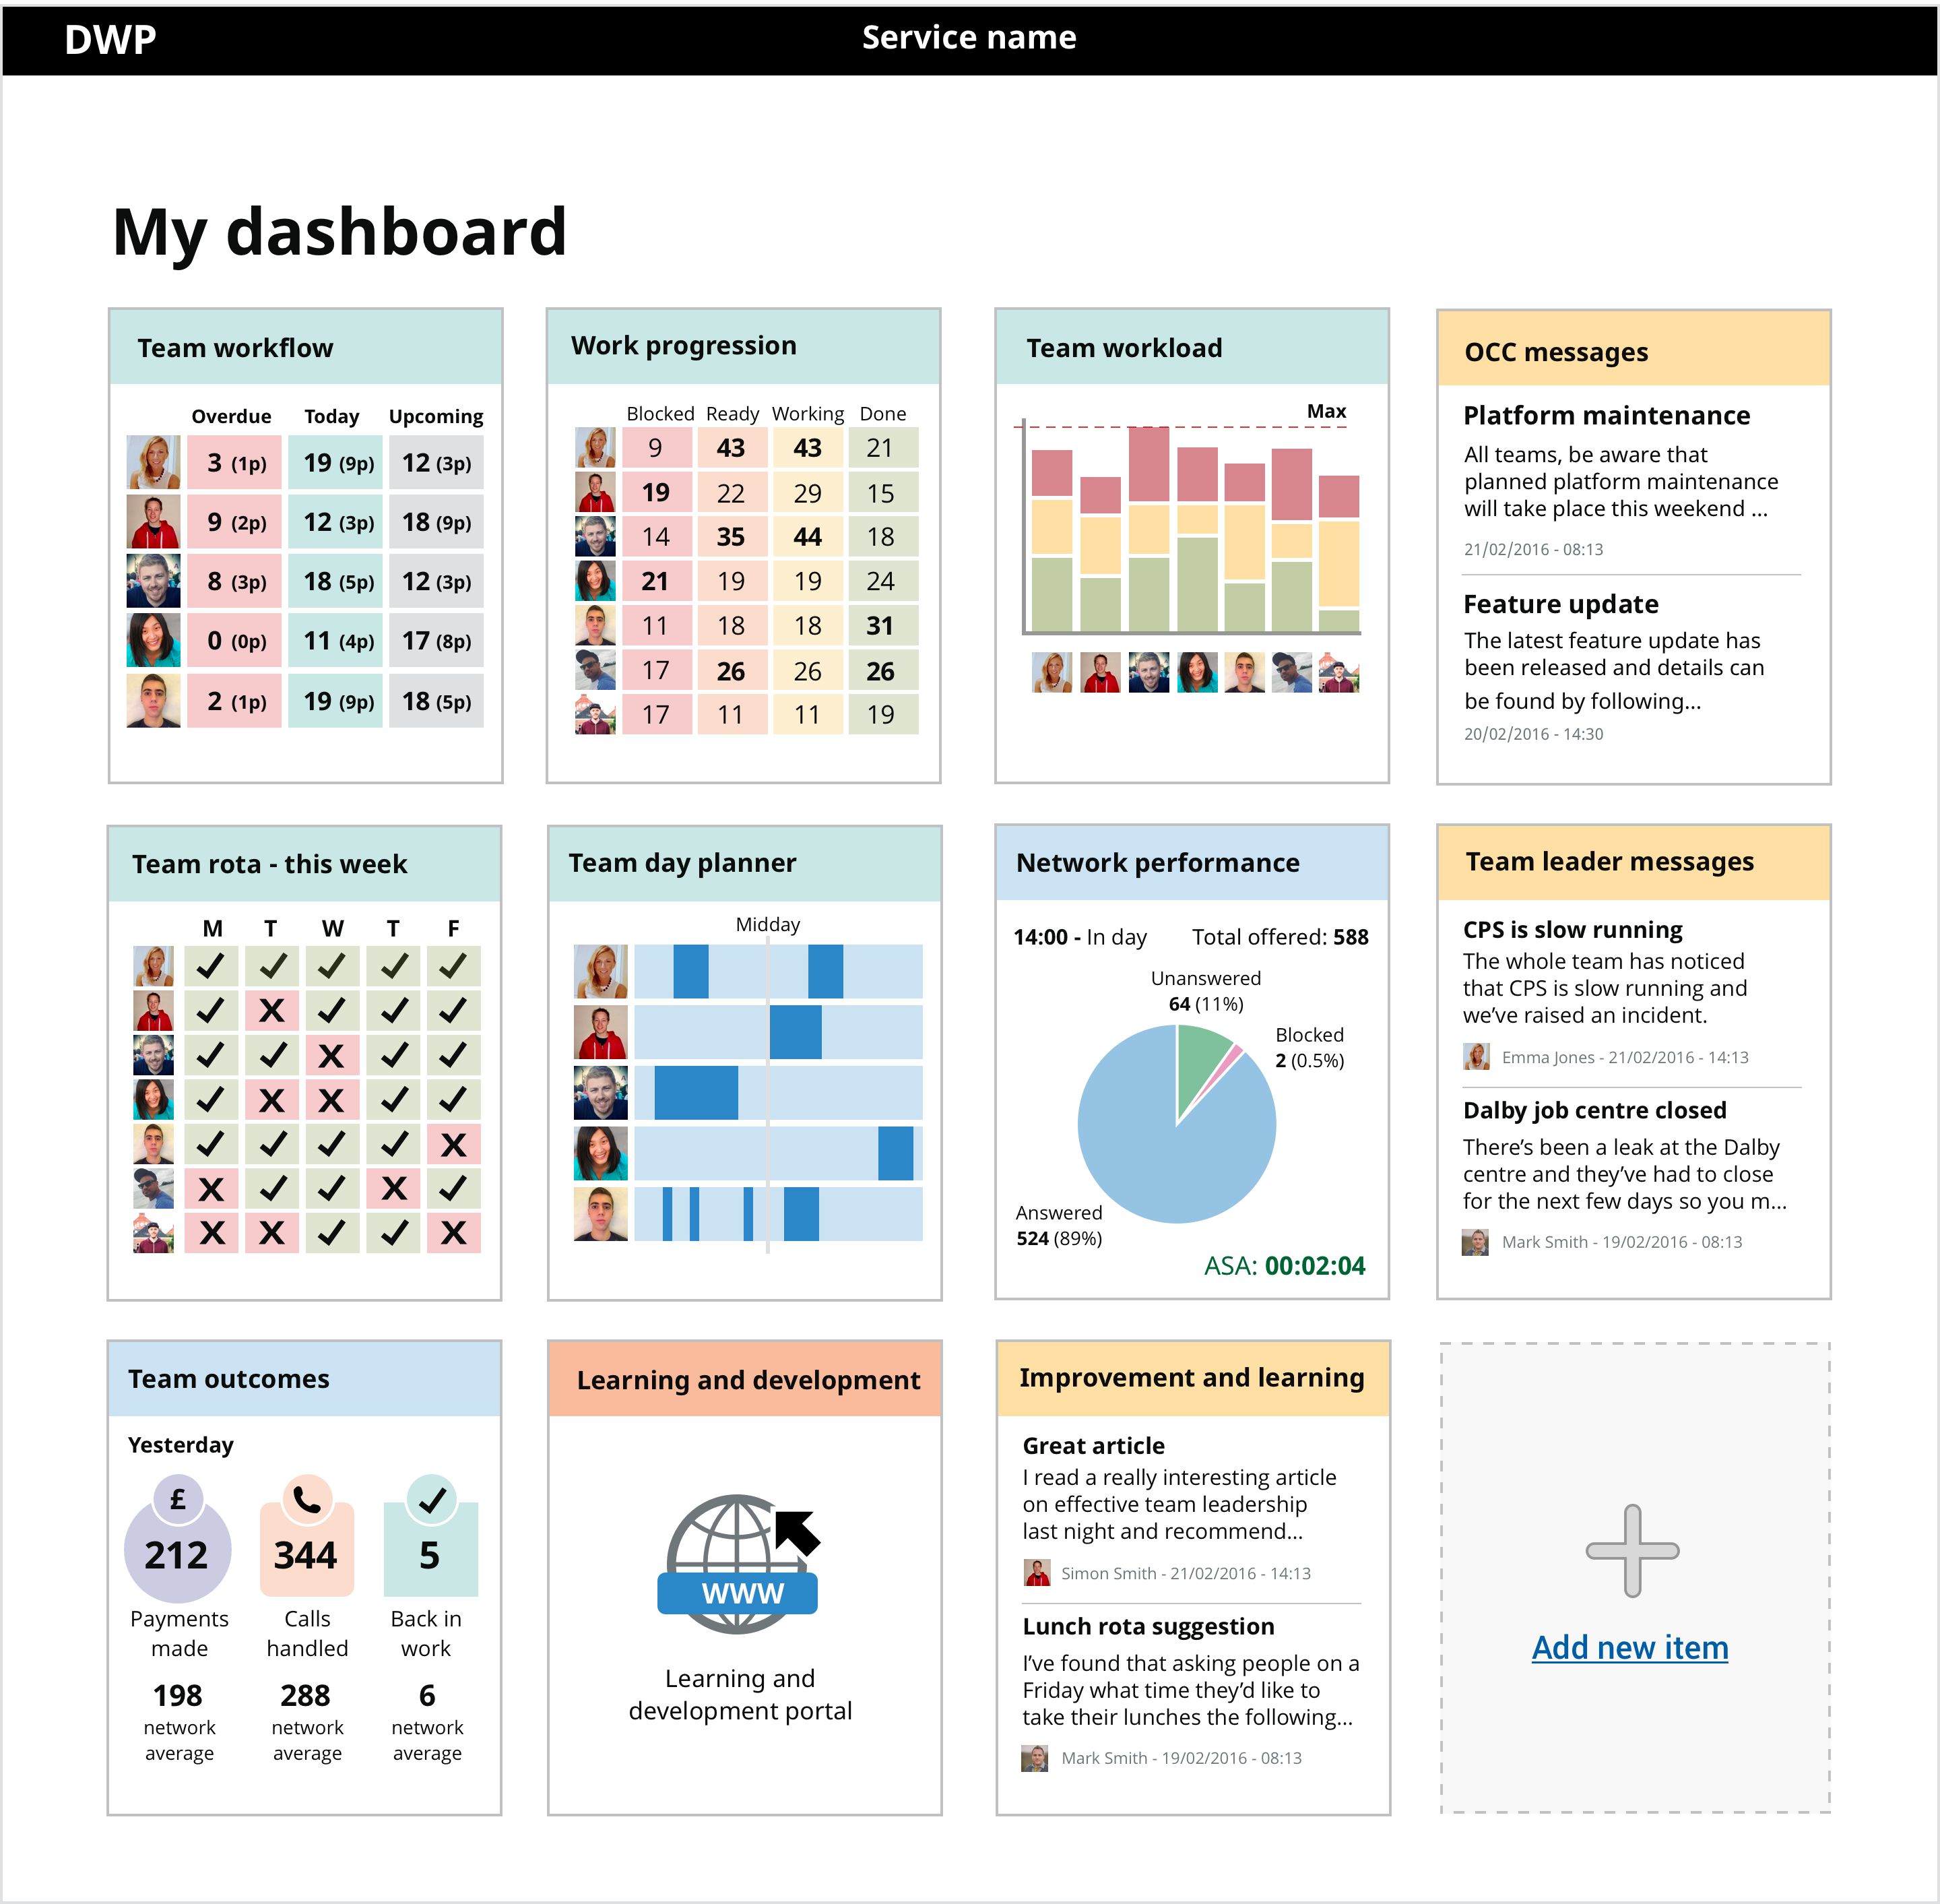 DWP
Service name
My dashboard
Team workflow
Overdue Today Upcoming
3 (1p) 19 (9p) 12 (3p)
9 (2p) 12 (3p) 18 (9p)
8 (3p) 18 (5p) 12 (3p)
0 (0p) 11 (4p) 17 (8p)
2 (1p) 19 (9p) 18 (5p)
Work progression
Blocked Ready Working Done
9 43 43 21
19 22 29 15
14 35 44 18
21 19 19 24
11 18 18 31
17 26 26 26
17 11 11 19
Team workload
Max
OCC messages
Platform maintenance
All teams, be aware that
planned platform maintenance
will take place this weekend ...
21/02/2016 - 08:13
Feature update
The latest feature update has
been released and details can
be found by following...
20/02/2016 - 14:30
Team rota - this week
M T W T F
Team day planner
Midday
Network performance
14:00 - In day Total offered: 588
Unanswered
64 (11%)
Blocked
2 (0.5%)
Answered
524 (89%)
ASA: 00:02:04
Team leader messages
CPS is slow running
The whole team has noticed
that CPS is slow running and
we’ve raised an incident.
Emma Jones - 21/02/2016 - 14:13
Dalby job centre closed
There’s been a leak at the Dalby
centre and they’ve had to close
for the next few days so you m...
Mark Smith - 19/02/2016 - 08:13
Team outcomes
Yesterday
£
212 344 5
Payments
made
Calls
handled
Back in
work
198
network
average
288
network
average
6
network
average
Learning and development
WWW
Learning and
development portal
Improvement and learning
Great article
I read a really interesting article
on effective team leadership
last night and recommend...
Simon Smith - 21/02/2016 - 14:13
Lunch rota suggestion
I’ve found that asking people on a
Friday what time they’d like to
take their lunches the following...
Mark Smith - 19/02/2016 - 08:13
Add new item